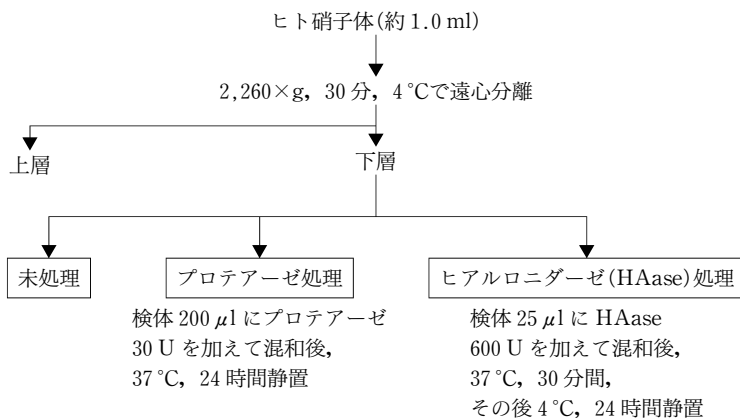 ヒト硝子体(約 1.0 ml)
2,260×g，30 分，4 ℃で遠心分離
上層
下層
未処理
プロテアーゼ処理
ヒアルロニダーゼ(HAase)処理
検体 200 μl にプロテアーゼ
30 U を加えて混和後，
37 ℃，24 時間静置
検体 25 μl に HAase
600 U を加えて混和後，
37 ℃，30 分間，
その後 4 ℃，24 時間静置